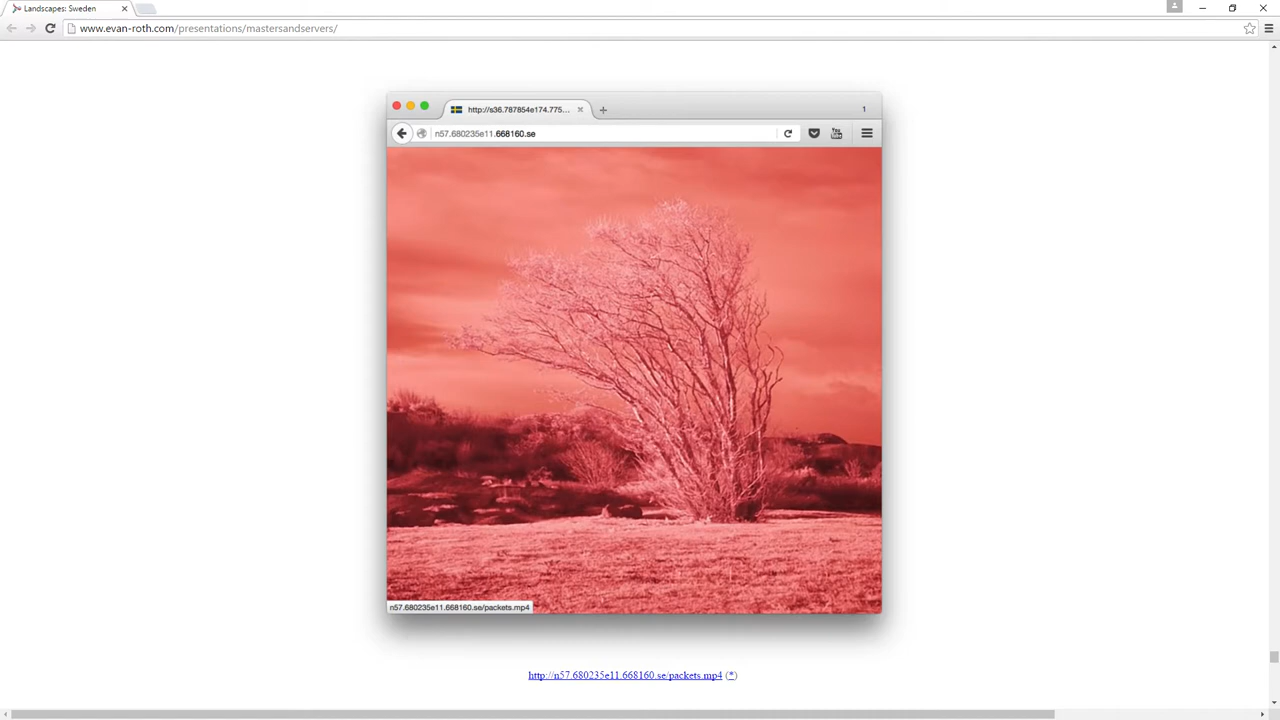 Landscapes: Sweden
www.evan-roth.com/presentations/mastersandservers/
http://s36.787854e174.775...
1
n57.680235e11.668160.se
You
n57.680235e11.668160.se/packets.mp4
http://n57.680235e11.668160.se/packets.mp4 (*)